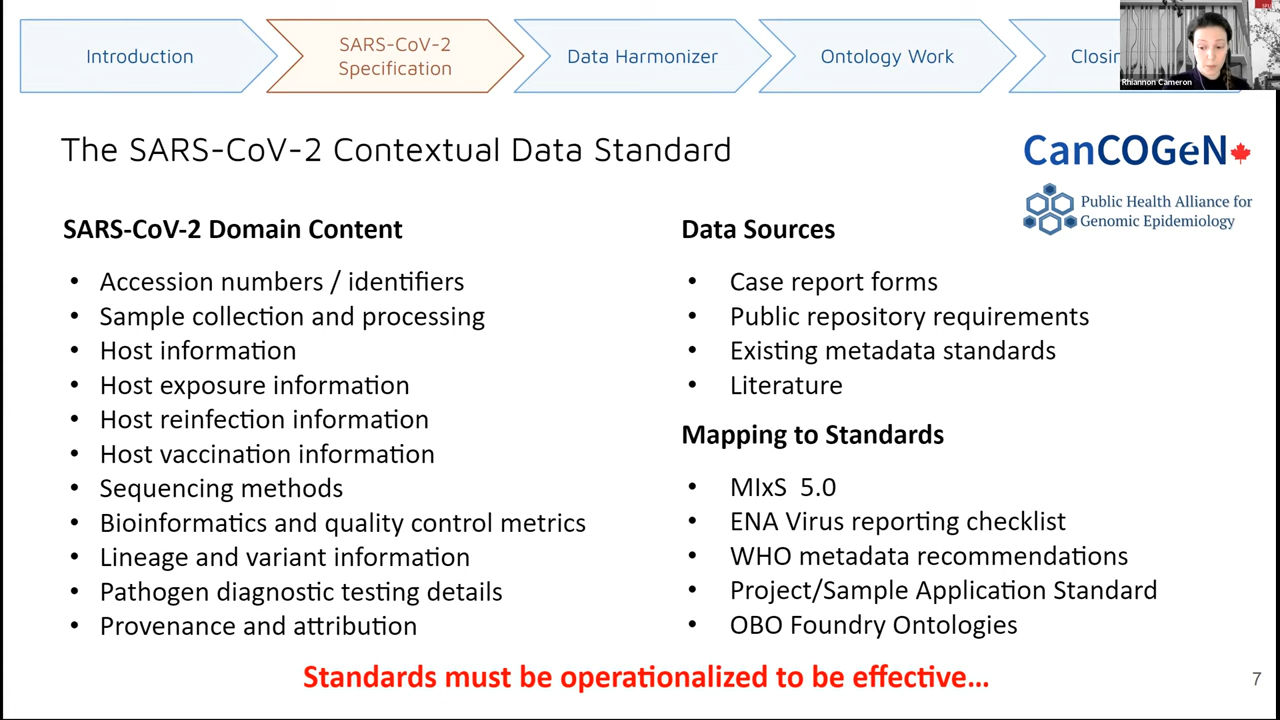 Introduction
SARS-CoV-2
Specification
Data Harmonizer
Ontology Work
Closin
Rhiannon Cameron
The SARS-CoV-2 Contextual Data Standard
CanCOGeN
Public Health Alliance for
Genomic Epidemiology
SARS-CoV-2 Domain Content
• Accession numbers / identifiers
• Sample collection and processing
• Host information
• Host exposure information
• Host reinfection information
• Host vaccination information
• Sequencing methods
• Bioinformatics and quality control metrics
• Lineage and variant information
• Pathogen diagnostic testing details
• Provenance and attribution
Data Sources
• Case report forms
• Public repository requirements
• Existing metadata standards
• Literature
Mapping to Standards
• MIxS 5.0
• ENA Virus reporting checklist
• WHO metadata recommendations
• Project/Sample Application Standard
• OBO Foundry Ontologies
Standards must be operationalized to be effective…
7